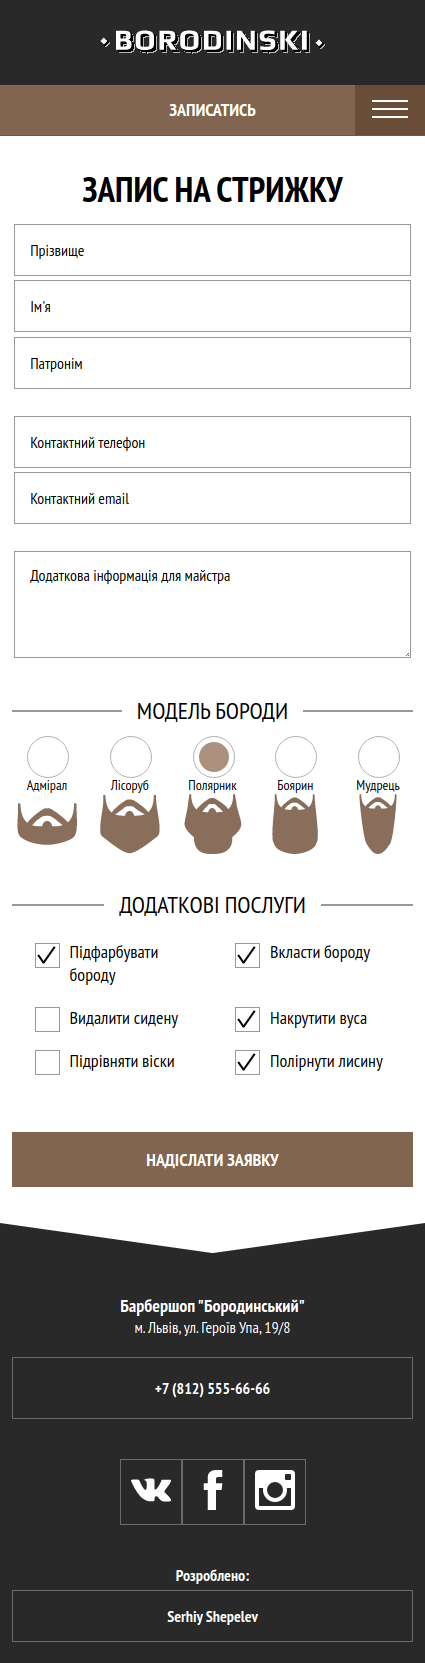 BORODINSKI
ЗАПИСАТИСЬ
ЗАПИС НА СТРИЖКУ
Прізвище
Ім'я
Патронім
Контактний телефон
Контактний email
Додаткова інформація для майстра
МОДЕЛЬ БОРОДИ
Адмірал Лісоруб Полярник Боярин Мудрець
ДОДАТКОВІ ПОСЛУГИ
Підфарбувати
бороду
Вкласти бороду
Видалити сидену
Накрутити вуса
Підрівняти віски
Полірнути лисину
НАДІСЛАТИ ЗАЯВКУ
Барбершоп "Бородинський"
м. Львів, ул. Героїв Упа, 19/8
+7 (812) 555-66-66
Розроблено:
Serhiy Shepelev